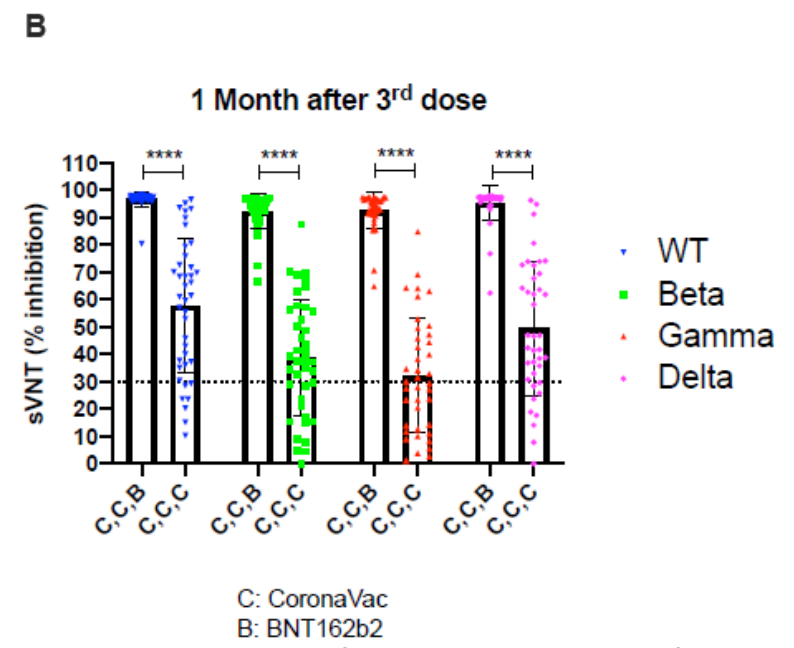 B
1 Month after 3rd dose
**** **** **** ****
110
100
90
80
70
60
50
40
30
20
10
0
sVNT (% inhibition)
C,C,B C,C,C C,C,B C,C,C C,C,B C,C,C C,C,B C,C,C
WT
Beta
Gamma
Delta
C: CoronaVac
B: BNT162b2